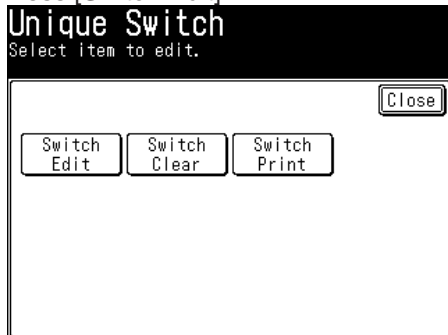 Unique Switch
Select item to edit.
Close
Switch Edit
Switch Clear
Switch Print